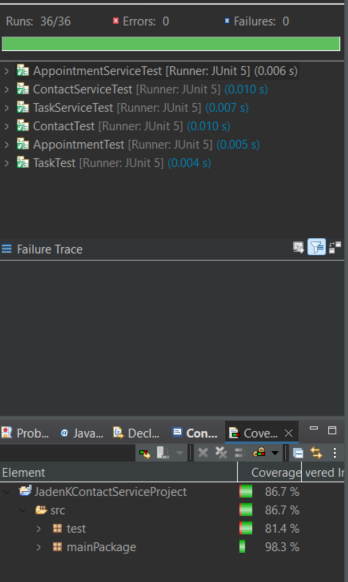 Runs: 36/36 Errors: 0 Failures: 0
AppointmentServiceTest [Runner: JUnit 5] (0.006 s)
ContactServiceTest [Runner: JUnit 5] (0.010 s)
TaskServiceTest [Runner: JUnit 5] (0.007 s)
ContactTest [Runner: JUnit 5] (0.010 s)
AppointmentTest [Runner: JUnit 5] (0.005 s)
TaskTest [Runner: JUnit 5] (0.004 s)
Failure Trace
Prob... Java... Decl... Con... Cove...
Element Coverage vered In
JadenKContactServiceProject 86.7 %
src 86.7 %
test 81.4 %
mainPackage 98.3 %